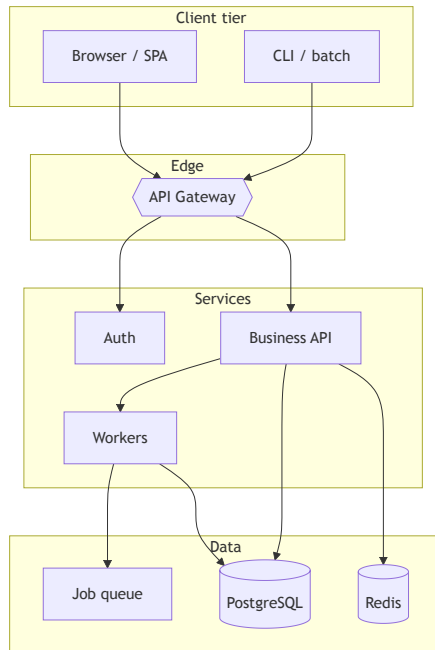 Client tier
Browser / SPA
CLI / batch
Edge
API Gateway
Services
Auth
Business API
Workers
Data
Job queue
PostgreSQL
Redis